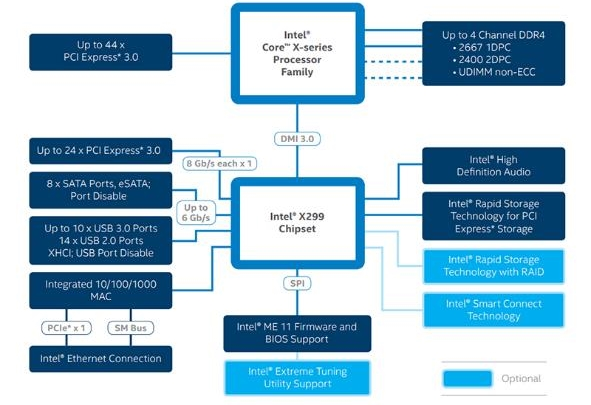 Up to 44 x
PCI Express* 3.0
Intel®
Core™ X-series
Processor
Family
Up to 4 Channel DDR4
• 2667 1DPC
• 2400 2DPC
• UDIMM non-ECC
DMI 3.0
Up to 24 x PCI Express* 3.0
8 Gb/s each x 1
8 x SATA Ports, eSATA;
Port Disable
Up to
6 Gb/s
Up to 10 x USB 3.0 Ports
14 x USB 2.0 Ports
XHCI; USB Port Disable
Integrated 10/100/1000
MAC
PCIe* x 1
SM Bus
Intel® Ethernet Connection
Intel® X299
Chipset
SPI
Intel® ME 11 Firmware and
BIOS Support
Intel® Extreme Tuning
Utility Support
Intel® High
Definition Audio
Intel® Rapid Storage
Technology for PCI
Express* Storage
Intel® Rapid Storage
Technology with RAID
Intel® Smart Connect
Technology
Optional